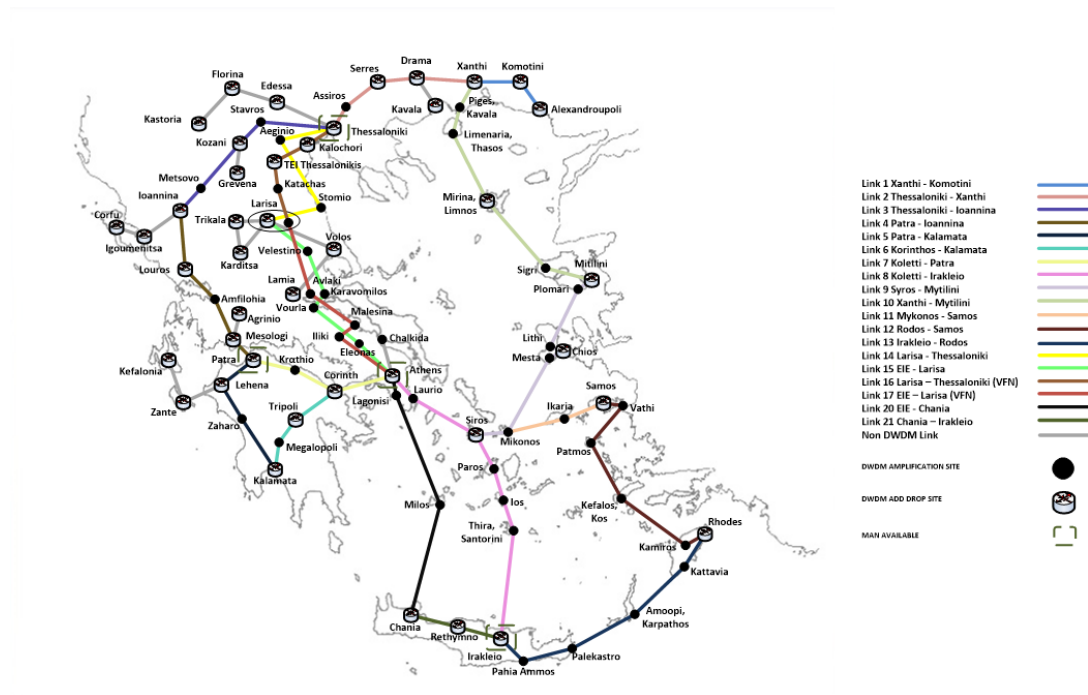 Florina
Edessa
Kastoria
Stavros
Aeginio
Assiros
Serres
Drama
Xanthi
Komotini
Kavala
Piges,
Kavala
Alexandroupoli
Thessaloniki
Limenaria,
Thasos
Kozani
Kalochori
TEI Thessalonikis
Grevena
Metsovo
Katachas
Ioannina
Larisa
Stomio
Mirina,
Limnos
Corfu
Trikala
Igoumenitsa
Karditsa
Velestino
Volos
Louros
Lamia
Avlaki
Karavomilos
Sigri
Mitilini
Plomari
Amfilohia
Vourla
Malesina
Agrinio
Iliki
Chalkida
Mesologi
Eleonas
Lithi
Mesta
Chios
Patra
Krathio
Athens
Kefalonia
Lehena
Corinth
Laurio
Lagonisi
Samos
Zante
Tripoli
Ikaria
Vathi
Zaharo
Siros
Mikonos
Megalopoli
Patmos
Kalamata
Paros
Milos
Ios
Kefalos,
Kos
Thira,
Santorini
Rhodes
Kamiros
Kattavia
Chania
Rethymno
Irakleio
Amoopi,
Karpathos
Palekastro
Pahia Ammos
Link 1 Xanthi - Komotini
Link 2 Thessaloniki - Xanthi
Link 3 Thessaloniki - Ioannina
Link 4 Patra - Ioannina
Link 5 Patra - Kalamata
Link 6 Korinthos - Kalamata
Link 7 Koletti - Patra
Link 8 Koletti - Irakleio
Link 9 Syros - Mytilini
Link 10 Xanthi - Mytilini
Link 11 Mykonos - Samos
Link 12 Rodos - Samos
Link 13 Irakleio - Rodos
Link 14 Larisa - Thessaloniki
Link 15 EIE - Larisa
Link 16 Larisa – Thessaloniki (VFN)
Link 17 EIE – Larisa (VFN)
Link 20 EIE - Chania
Link 21 Chania – Irakleio
Non DWDM Link
DWDM AMPLIFICATION SITE
DWDM ADD DROP SITE
MAN AVAILABLE